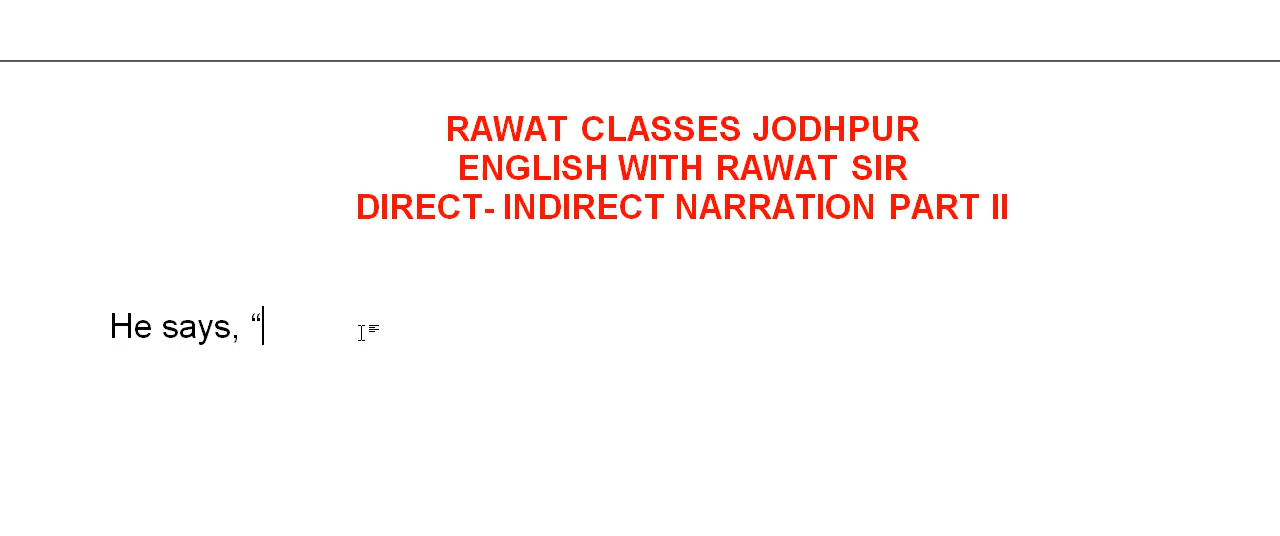 RAWAT CLASSES JODHPUR
ENGLISH WITH RAWAT SIR
DIRECT- INDIRECT NARRATION PART II
He says, “